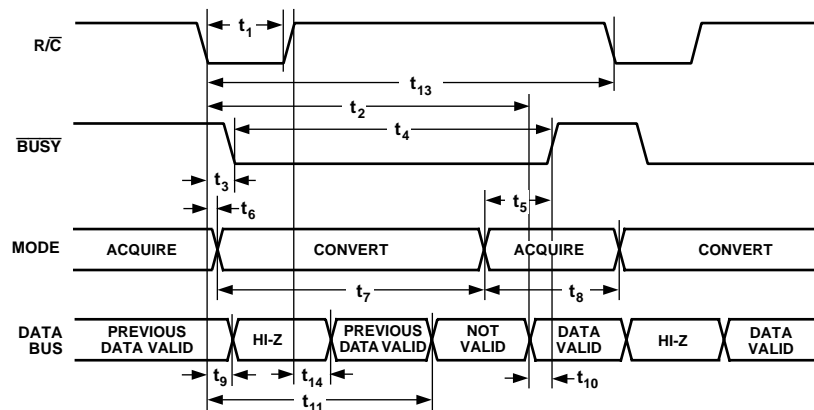 t1
R/C̅
t13
t2
t4
B̅U̅S̅Y̅
t3
t5
t6
MODE
ACQUIRE
CONVERT
ACQUIRE
CONVERT
t7
t8
DATA
BUS
PREVIOUS
DATA VALID
HI-Z
PREVIOUS
DATA VALID
NOT
VALID
DATA
VALID
HI-Z
DATA
VALID
t9
t14
t10
t11